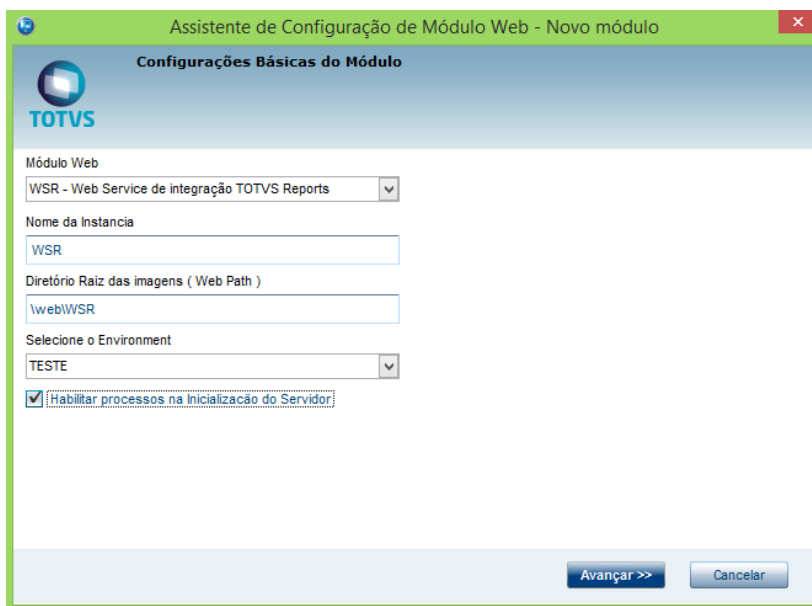 Assistente de Configuração de Módulo Web - Novo módulo
Configurações Básicas do Módulo
TOTVS
Módulo Web
WSR - Web Service de integração TOTVS Reports
Nome da Instancia
WSR
Diretório Raiz das imagens ( Web Path )
\web\WSR
Selecione o Environment
TESTE
Habilitar processos na Inicialização do Servidor
Avançar >>
Cancelar